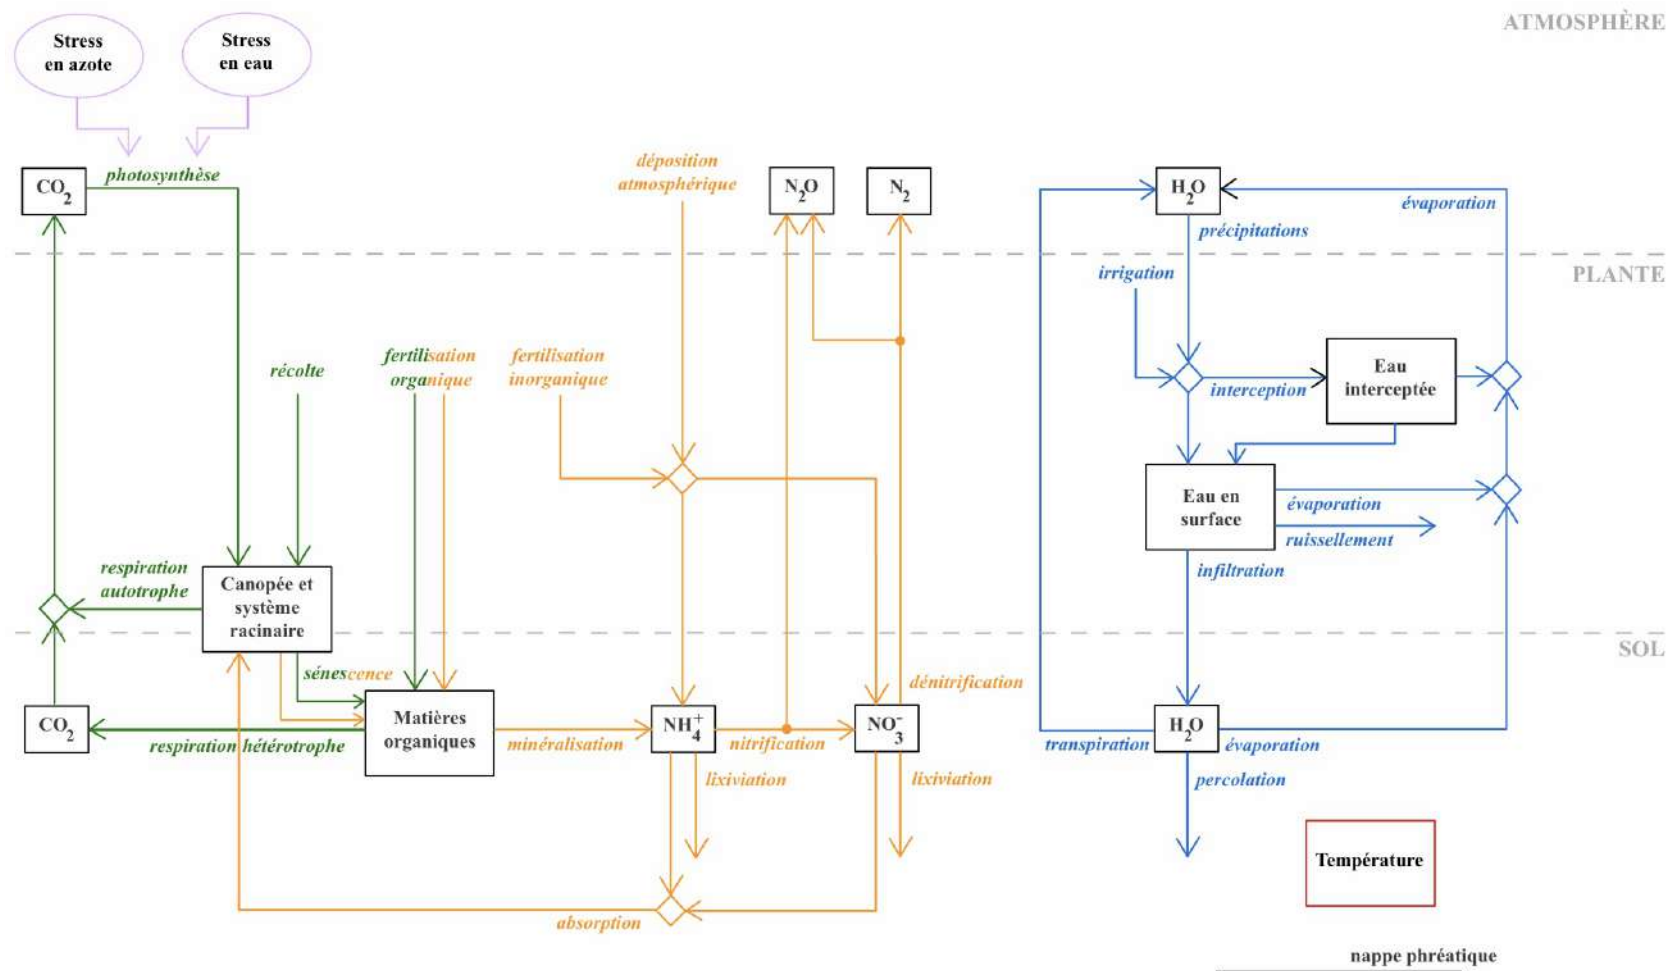 ATMOSPHÈRE
Stress
en azote
Stress
en eau
CO2
photosynthèse
déposition
atmosphérique
N2O
N2
H2O
évaporation
précipitations
PLANTE
irrigation
récolte
fertilisation
organique
fertilisation
inorganique
interception
Eau
interceptée
Eau en
surface
évaporation
ruissellement
infiltration
respiration
autotrophe
Canopée et
système
racinaire
SOL
sénescence
dénitrification
CO2
respiration hétérotrophe
Matières
organiques
minéralisation
NH4+
nitrification
NO3-
lixiviation
lixiviation
transpiration
H2O
évaporation
percolation
Température
absorption
nappe phréatique